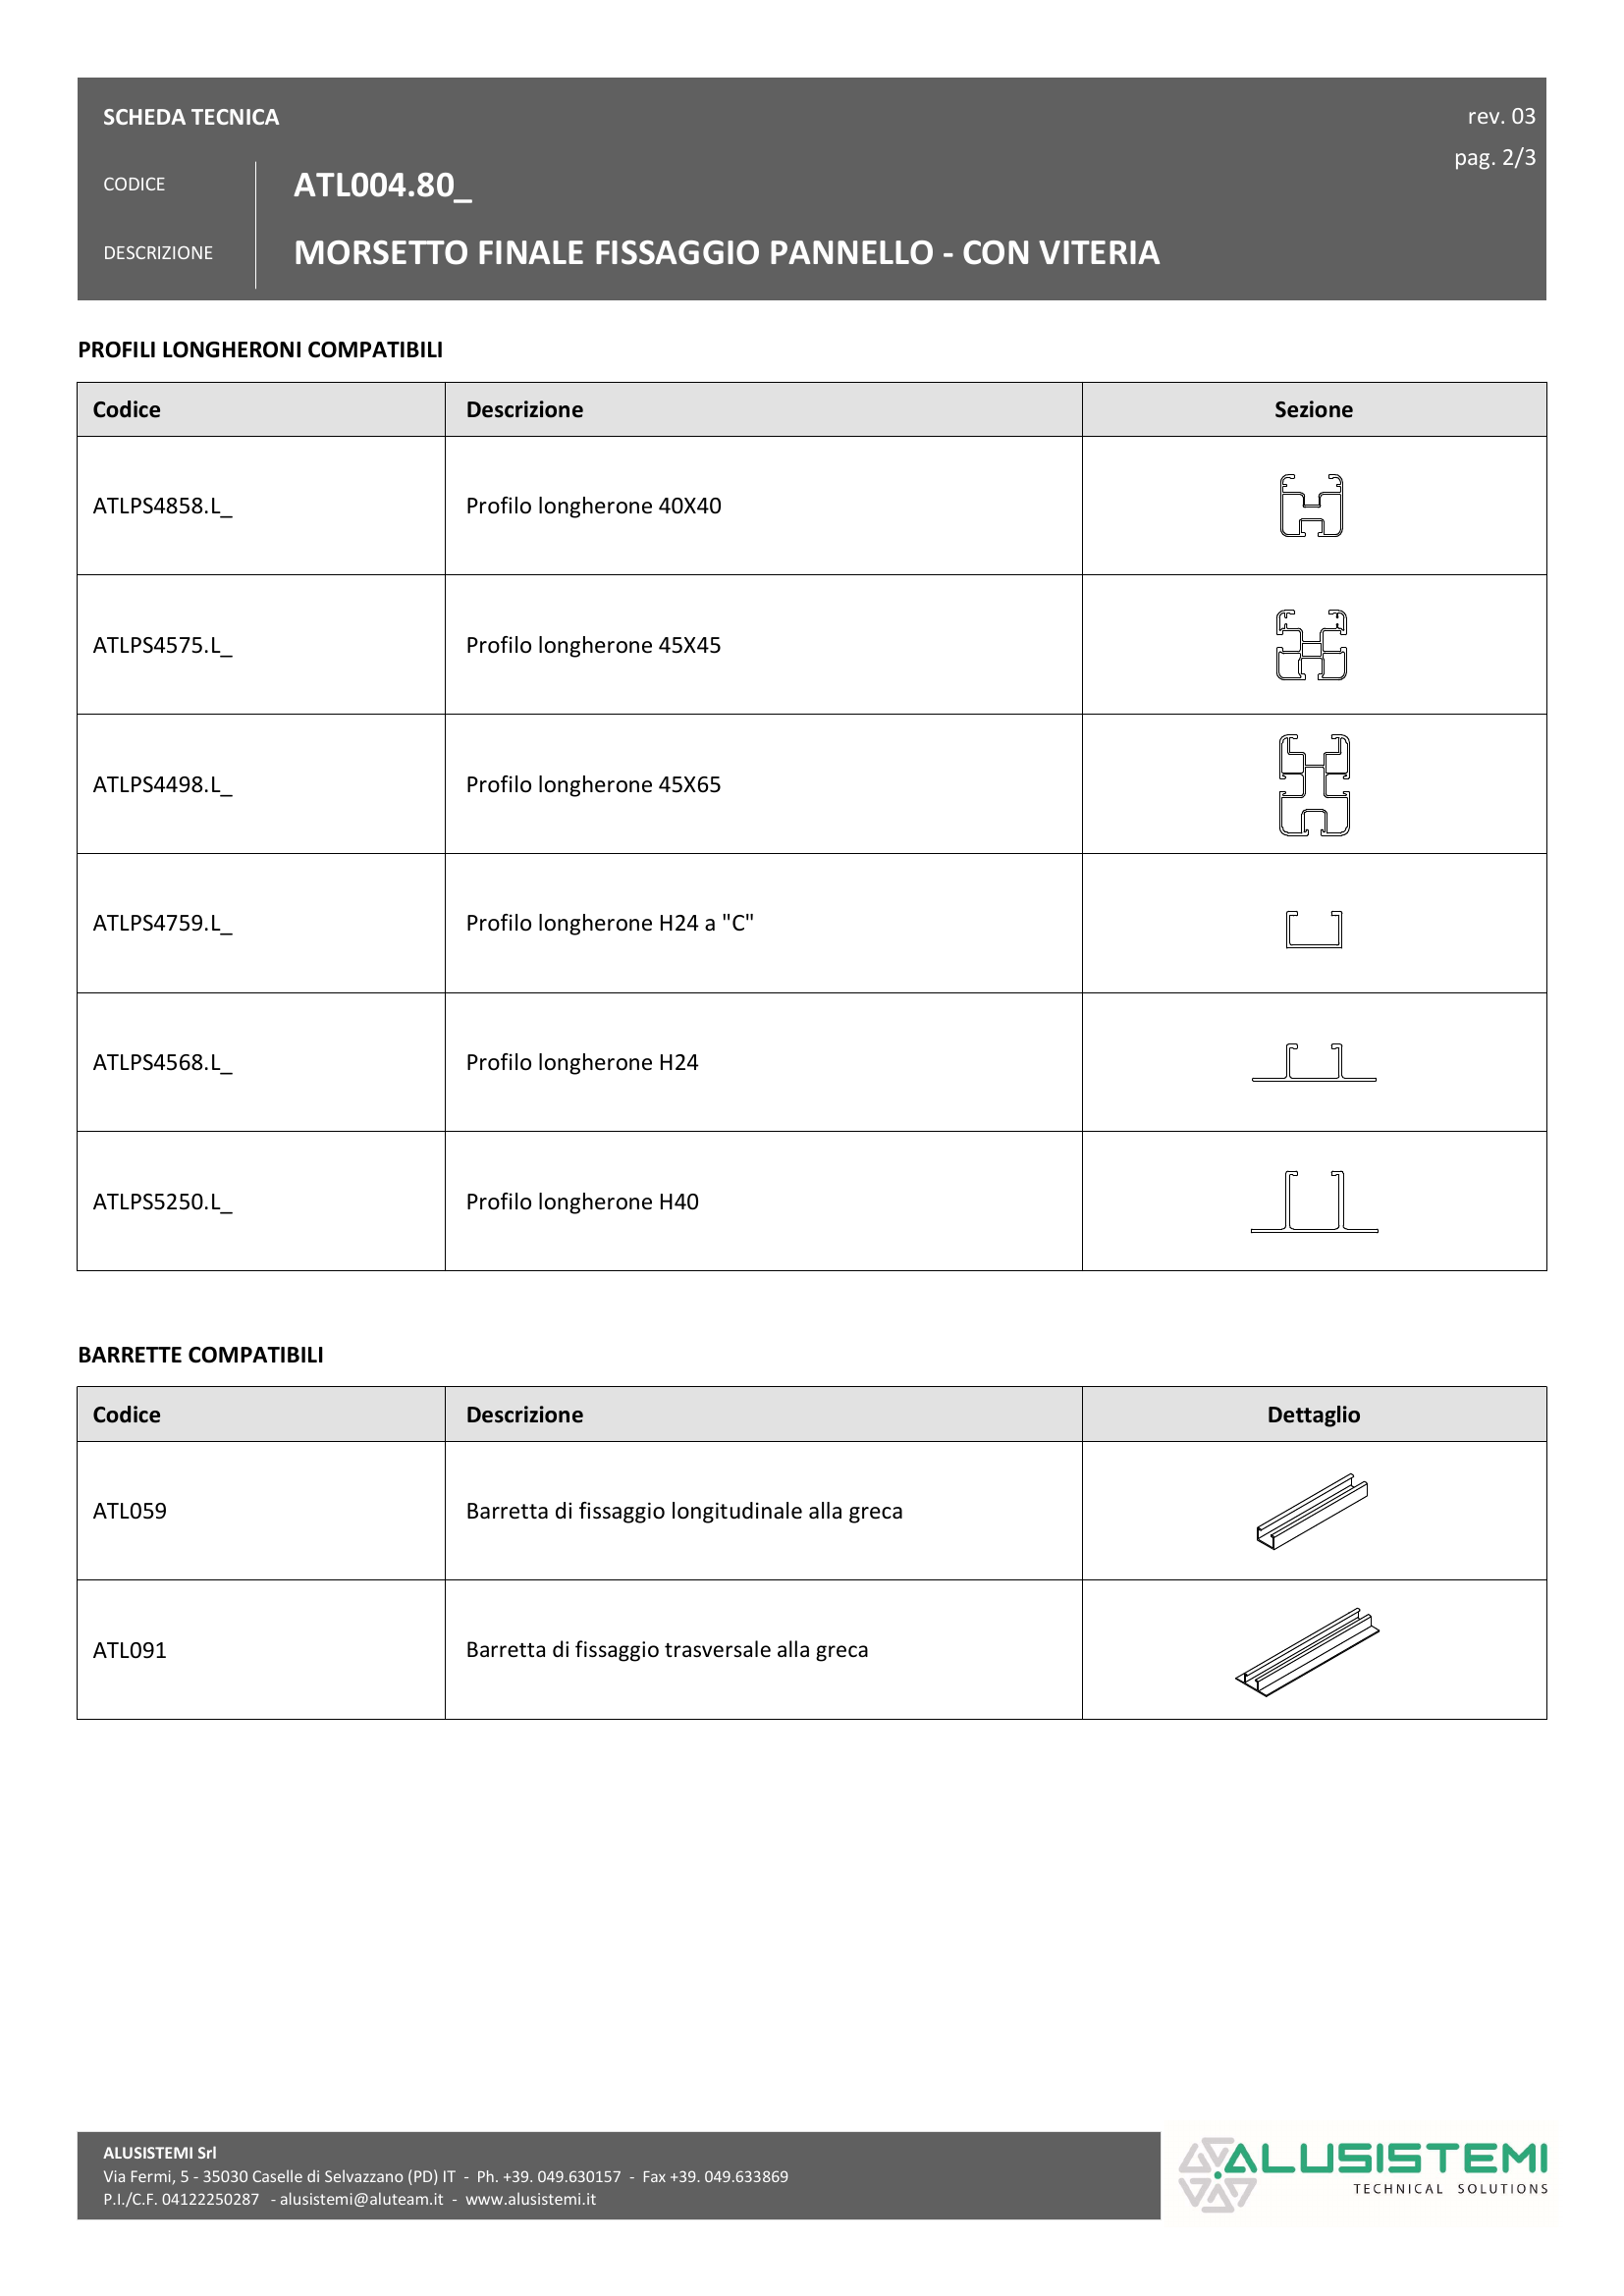 SCHEDA TECNICA
rev. 03
pag. 2/3
CODICE
ATL004.80_
DESCRIZIONE
MORSETTO FINALE FISSAGGIO PANNELLO - CON VITERIA
PROFILI LONGHERONI COMPATIBILI
Codice Descrizione Sezione
ATLPS4858.L_ Profilo longherone 40X40
ATLPS4575.L_ Profilo longherone 45X45
ATLPS4498.L_ Profilo longherone 45X65
ATLPS4759.L_ Profilo longherone H24 a "C"
ATLPS4568.L_ Profilo longherone H24
ATLPS5250.L_ Profilo longherone H40
BARRETTE COMPATIBILI
Codice Descrizione Dettaglio
ATL059 Barretta di fissaggio longitudinale alla greca
ATL091 Barretta di fissaggio trasversale alla greca
ALUSISTEMI Srl
Via Fermi, 5 - 35030 Caselle di Selvazzano (PD) IT - Ph. +39. 049.630157 - Fax +39. 049.633869
P.I./C.F. 04122250287 - alusistemi@aluteam.it - www.alusistemi.it
ALUSISTEMI
TECHNICAL SOLUTIONS